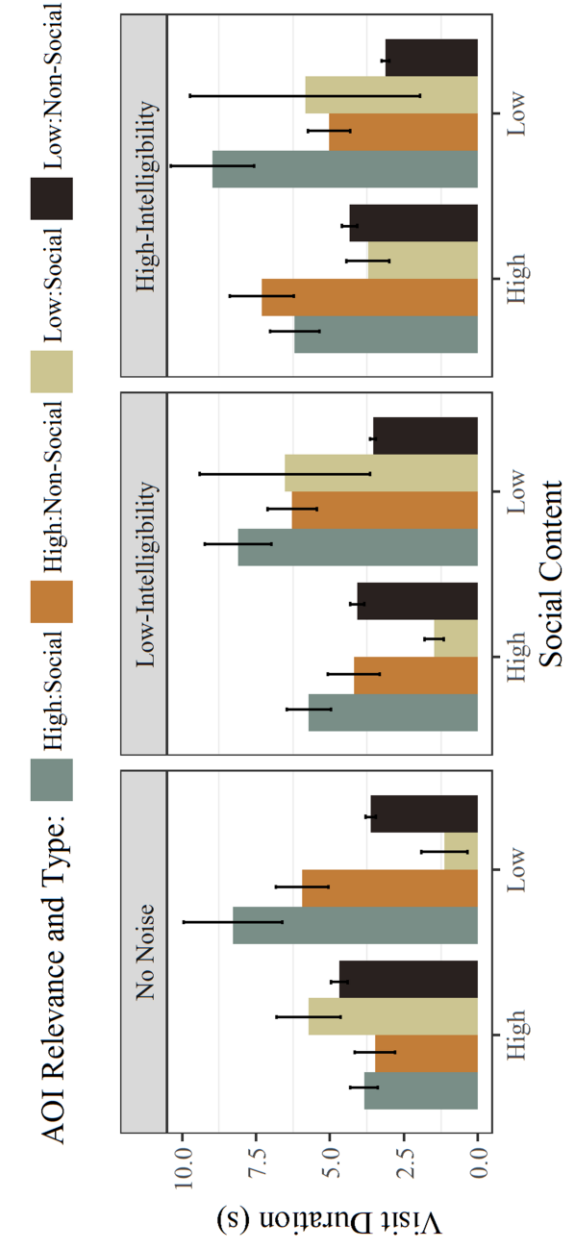 AOI Relevance and Type: High:Social High:Non-Social Low:Social Low:Non-Social
No Noise Low-Intelligibility High-Intelligibility
10.0
7.5
5.0
2.5
0.0
Visit Duration (s)
High Low High Low High Low
Social Content